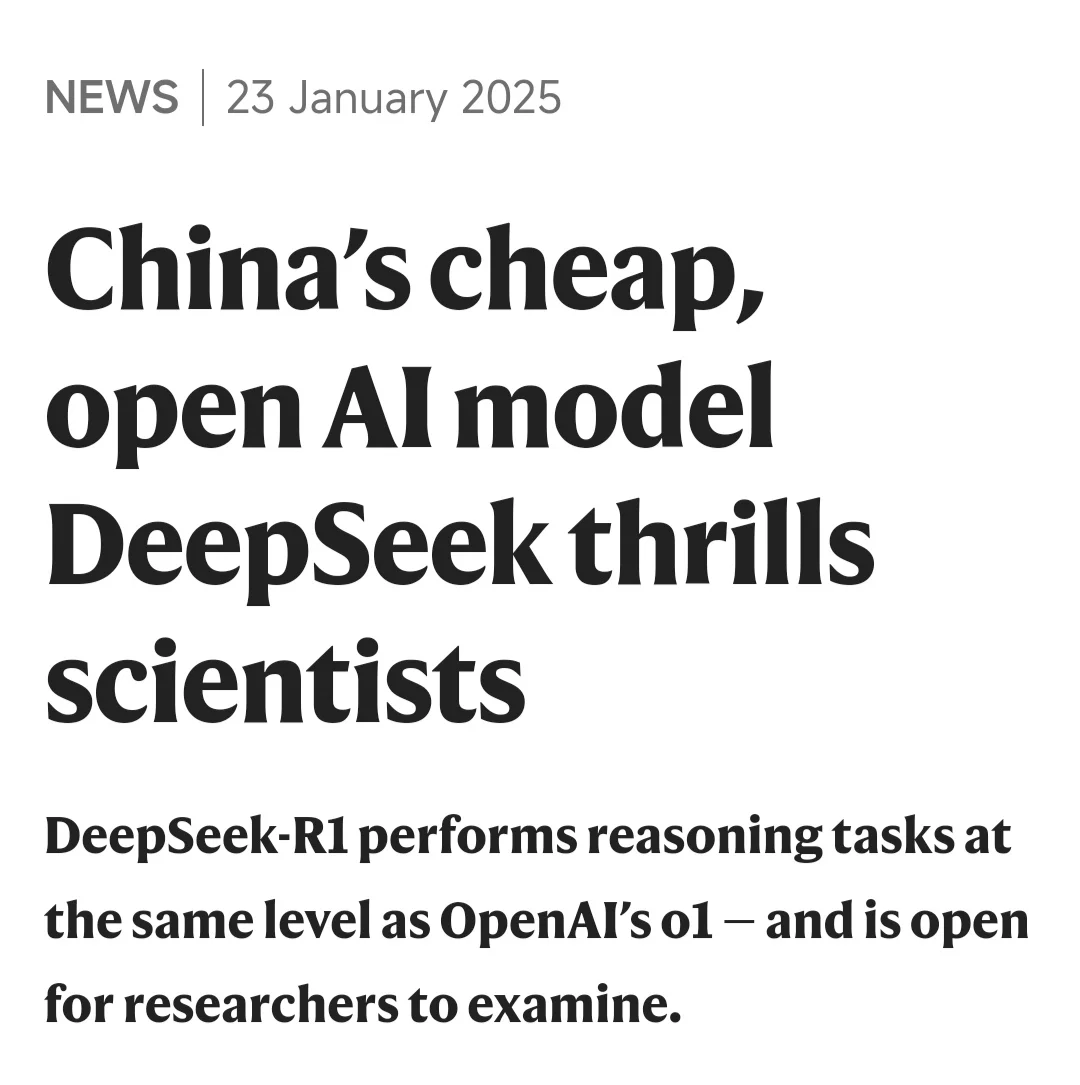 NEWS | 23 January 2025
China’s cheap,
open AI model
DeepSeek thrills
scientists
DeepSeek-R1 performs reasoning tasks at
the same level as OpenAI’s o1 — and is open
for researchers to examine.